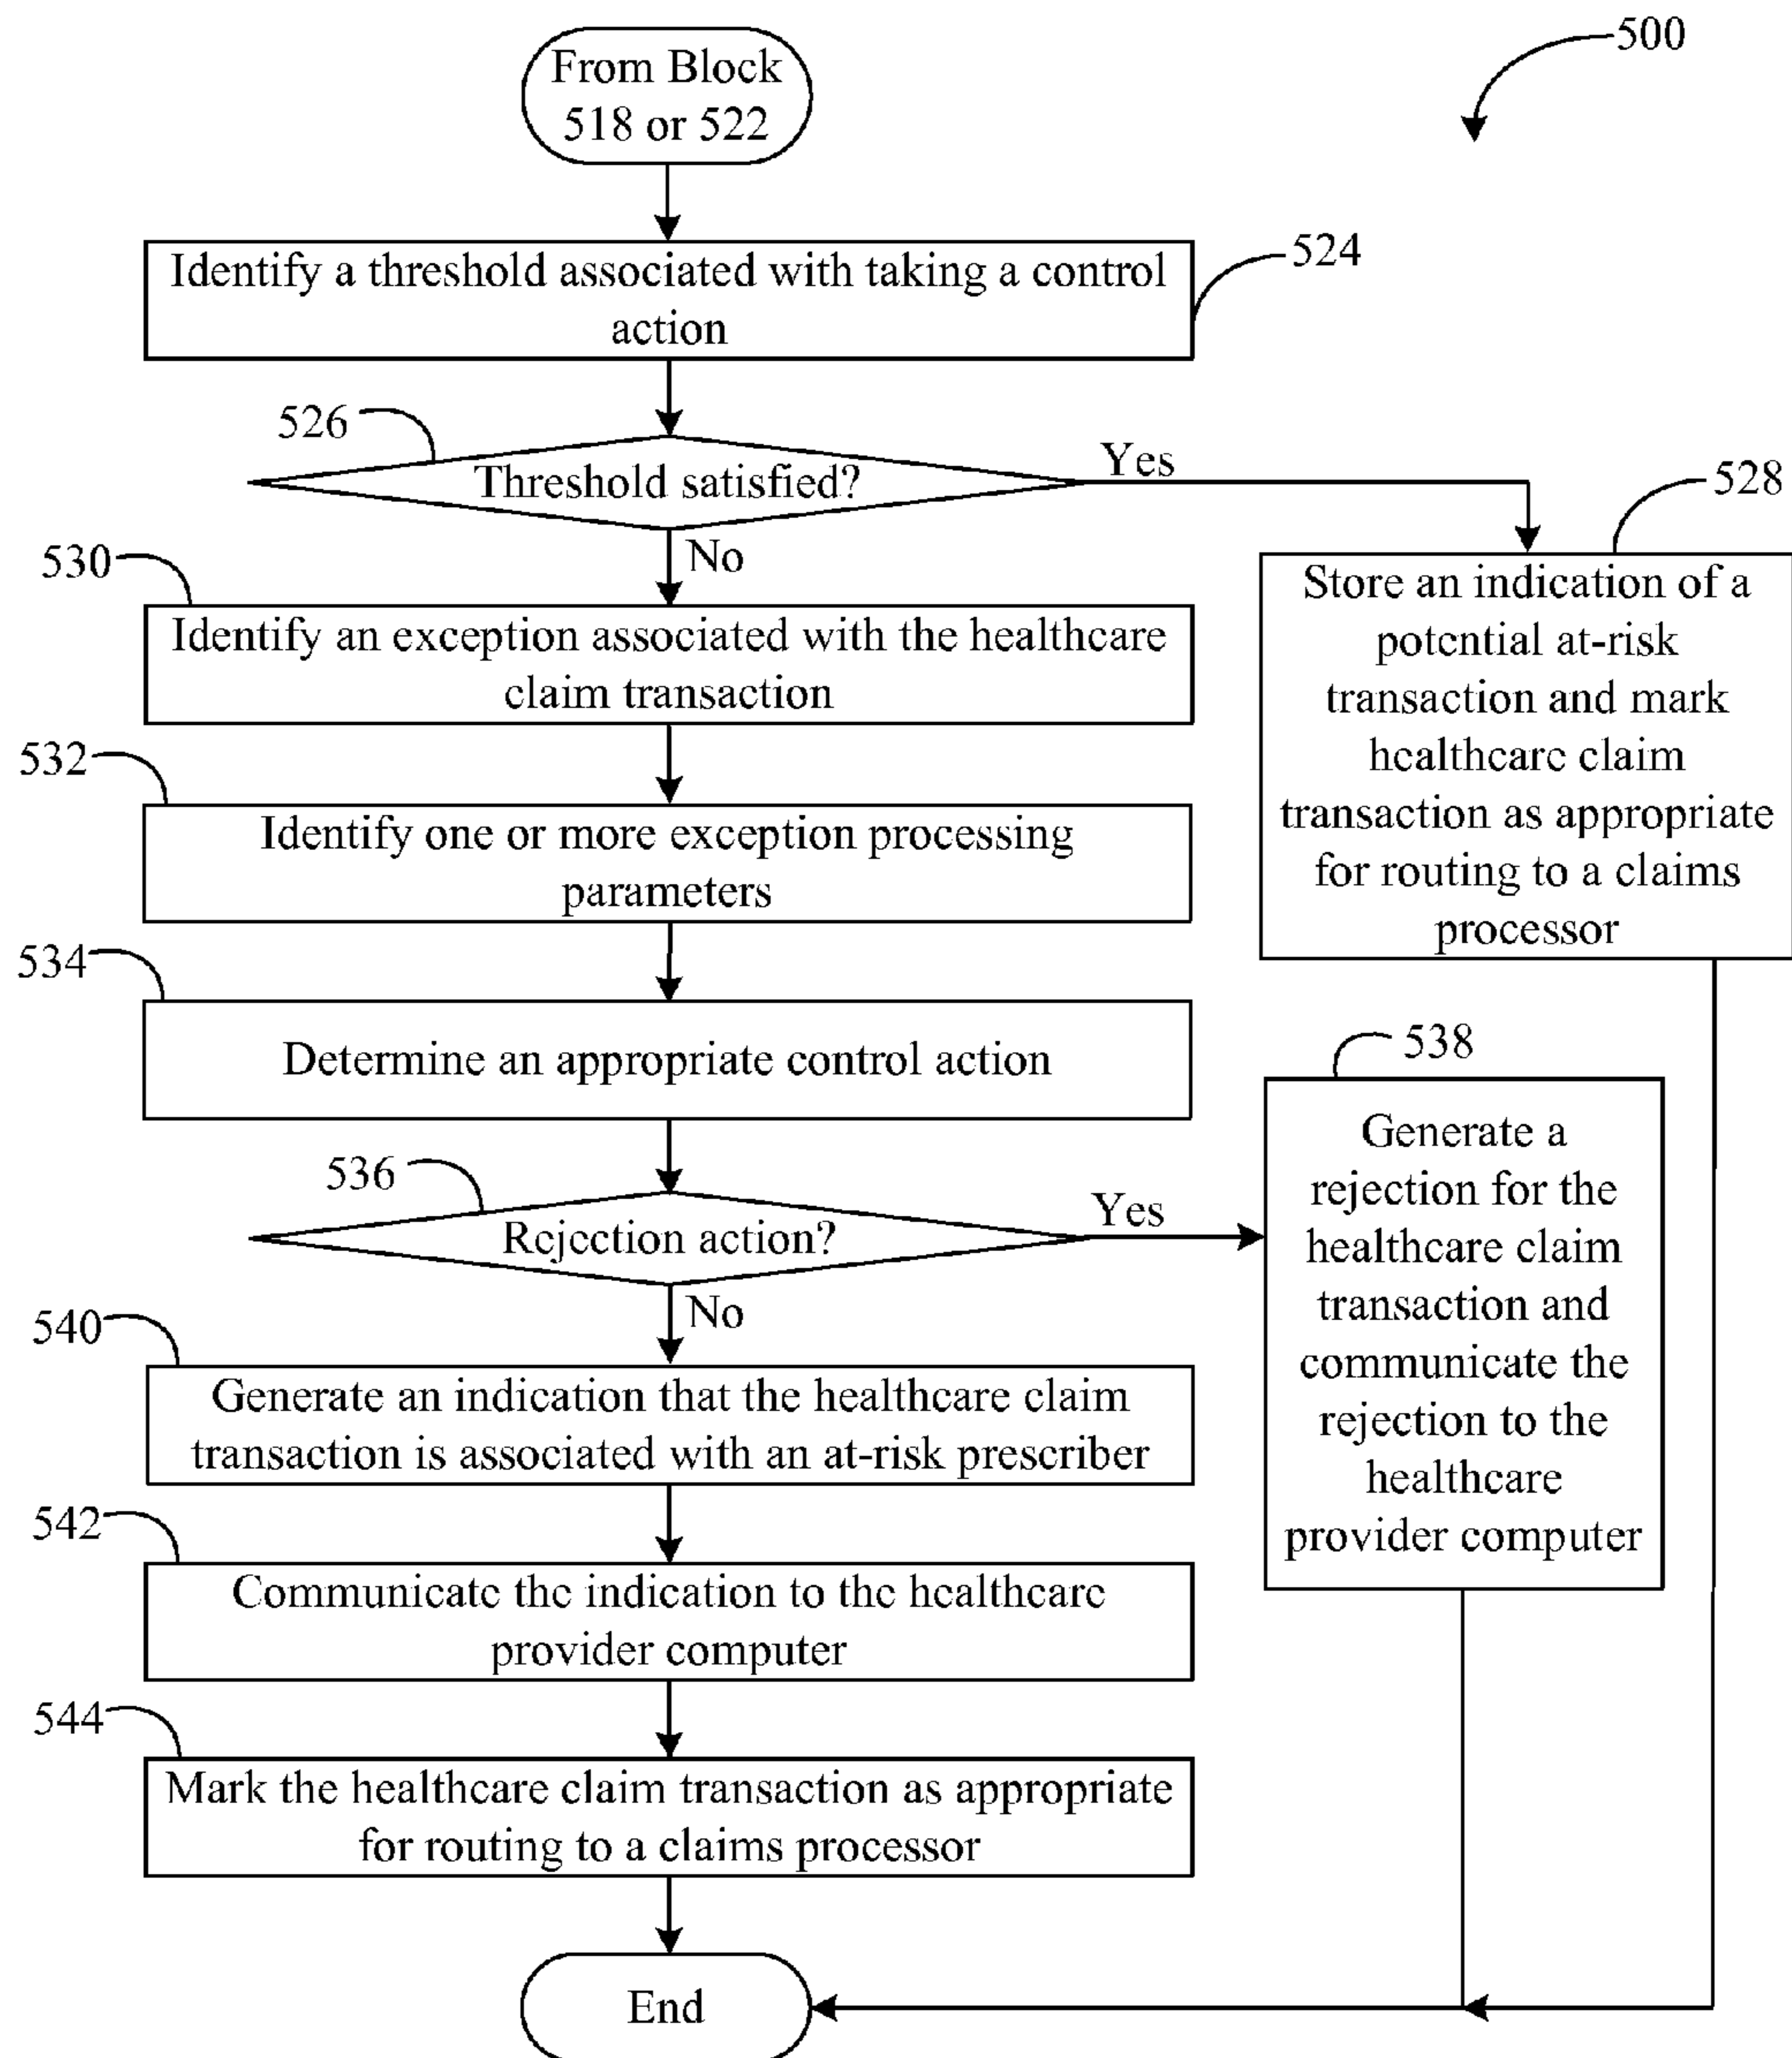 500
From Block
518 or 522
524
Identify a threshold associated with taking a control
action
526
Threshold satisfied?
Yes
No
528
Store an indication of a
potential at-risk
transaction and mark
healthcare claim
transaction as appropriate
for routing to a claims
processor
530
Identify an exception associated with the healthcare
claim transaction
532
Identify one or more exception processing
parameters
534
Determine an appropriate control action
536
Rejection action?
Yes
No
538
Generate a
rejection for the
healthcare claim
transaction and
communicate the
rejection to the
healthcare
provider computer
540
Generate an indication that the healthcare claim
transaction is associated with an at-risk prescriber
542
Communicate the indication to the healthcare
provider computer
544
Mark the healthcare claim transaction as appropriate
for routing to a claims processor
End